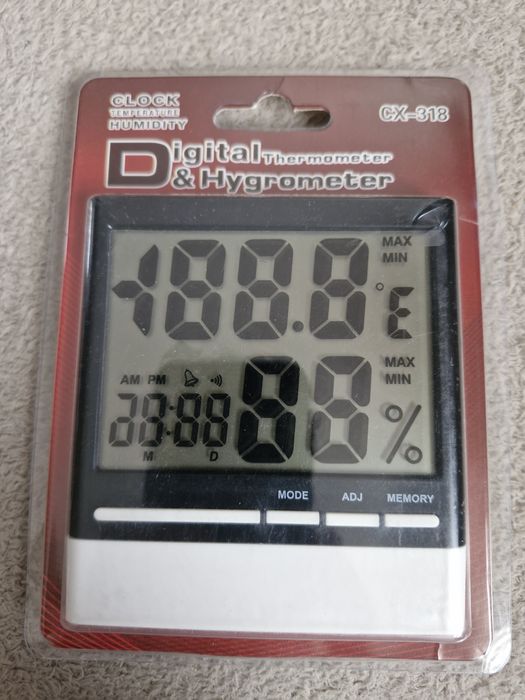 CLOCK
TEMPERATURE
HUMIDITY
CX-318
Digital Thermometer
& Hygrometer
MAX
MIN
188.8°E
MAX
MIN
AM PM
88:88 88%
M D
MODE ADJ MEMORY